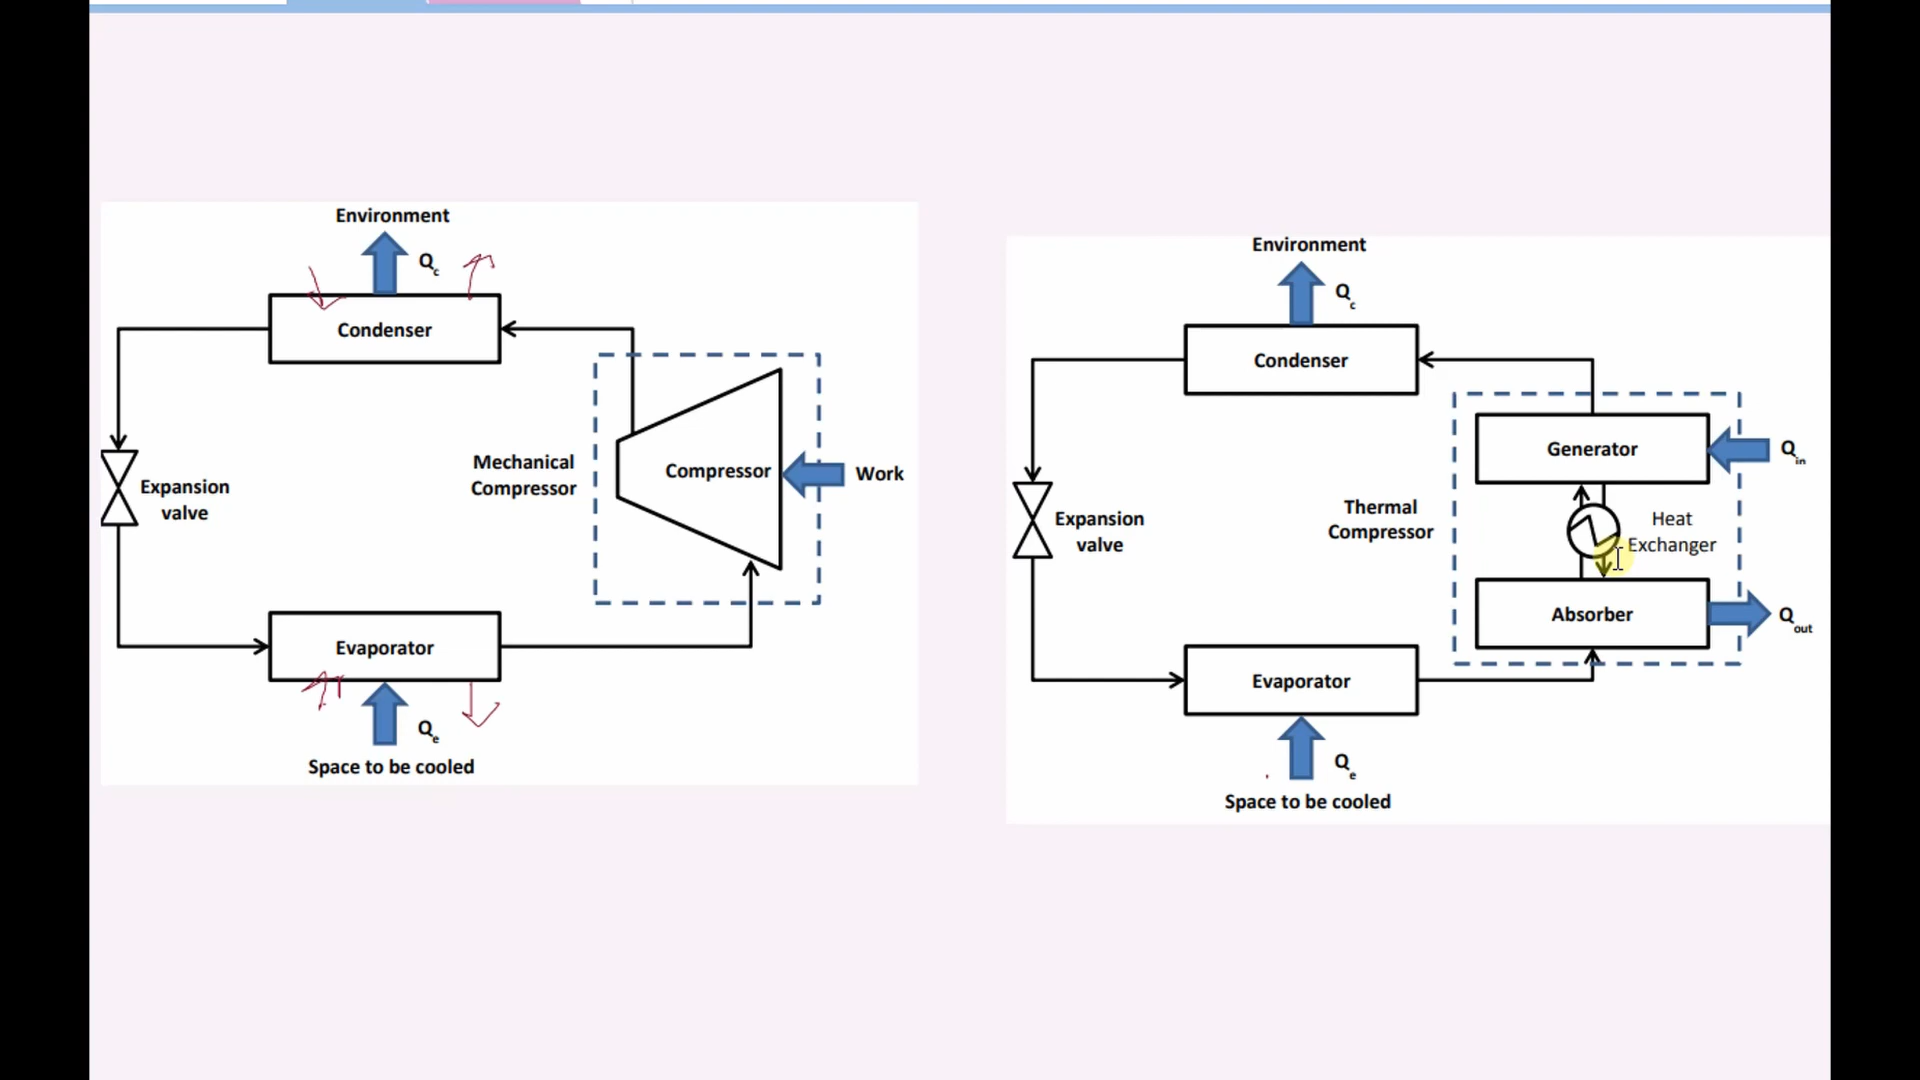 Environment
Qc
Condenser
Mechanical
Compressor
Compressor
Work
Expansion
valve
Evaporator
Qe
Space to be cooled
Environment
Qc
Condenser
Generator
Qin
Thermal
Compressor
Heat
Exchanger
Expansion
valve
Absorber
Qout
Evaporator
Qe
Space to be cooled